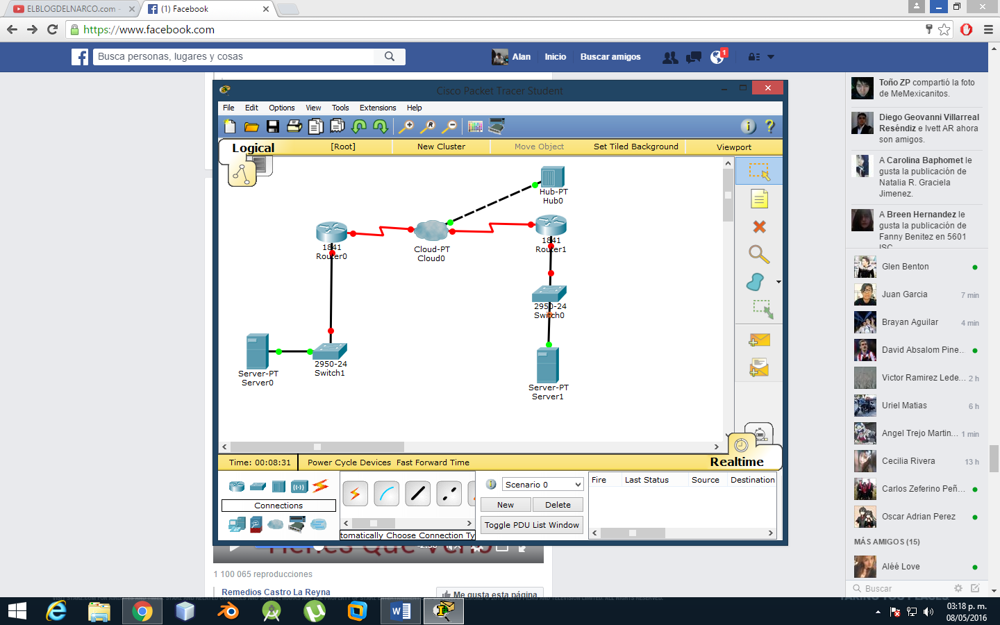 ELBLOGDELNARCO.com -
(1) Facebook
https://www.facebook.com
Busca personas, lugares y cosas
Alan
Inicio
Buscar amigos
1
Cisco Packet Tracer Student
File Edit Options View Tools Extensions Help
Logical
[Root]
New Cluster
Move Object
Set Tiled Background
Viewport
Hub-PT
Hub0
1841
Router0
Cloud-PT
Cloud0
1841
Router1
2950-24
Switch0
Server-PT
Server0
2950-24
Switch1
Server-PT
Server1
Time: 00:08:31
Power Cycle Devices Fast Forward Time
Realtime
Connections
tomatically Choose Connection Ty
Scenario 0
New
Delete
Toggle PDU List Window
Fire
Last Status
Source
Destination
Toño ZP compartió la foto
de MeMexicanitos.
Diego Geovanni Villarreal
Reséndiz e Ivett AR ahora
son amigos.
A Carolina Baphomet le
gusta la publicación de
Natalia R. Graciela
Jimenez.
A Breen Hernandez le
gusta la publicación de
Fanny Benitez en 5601
Glen Benton
Juan Garcia 7 min
Brayan Aguilar 4 min
David Absalom Pine...
Victor Ramirez Lede... 2 h
Uriel Matias 6 h
Angel Trejo Martin... 1 min
Cecilia Rivera 13 h
Carlos Zeferino Peñ...
Oscar Adrian Perez
MÁS AMIGOS (15)
Aléé Love
Buscar
1 100 065 reproducciones
Remedios Castro La Reyna
Me gusta esta página
03:18 p. m.
08/05/2016